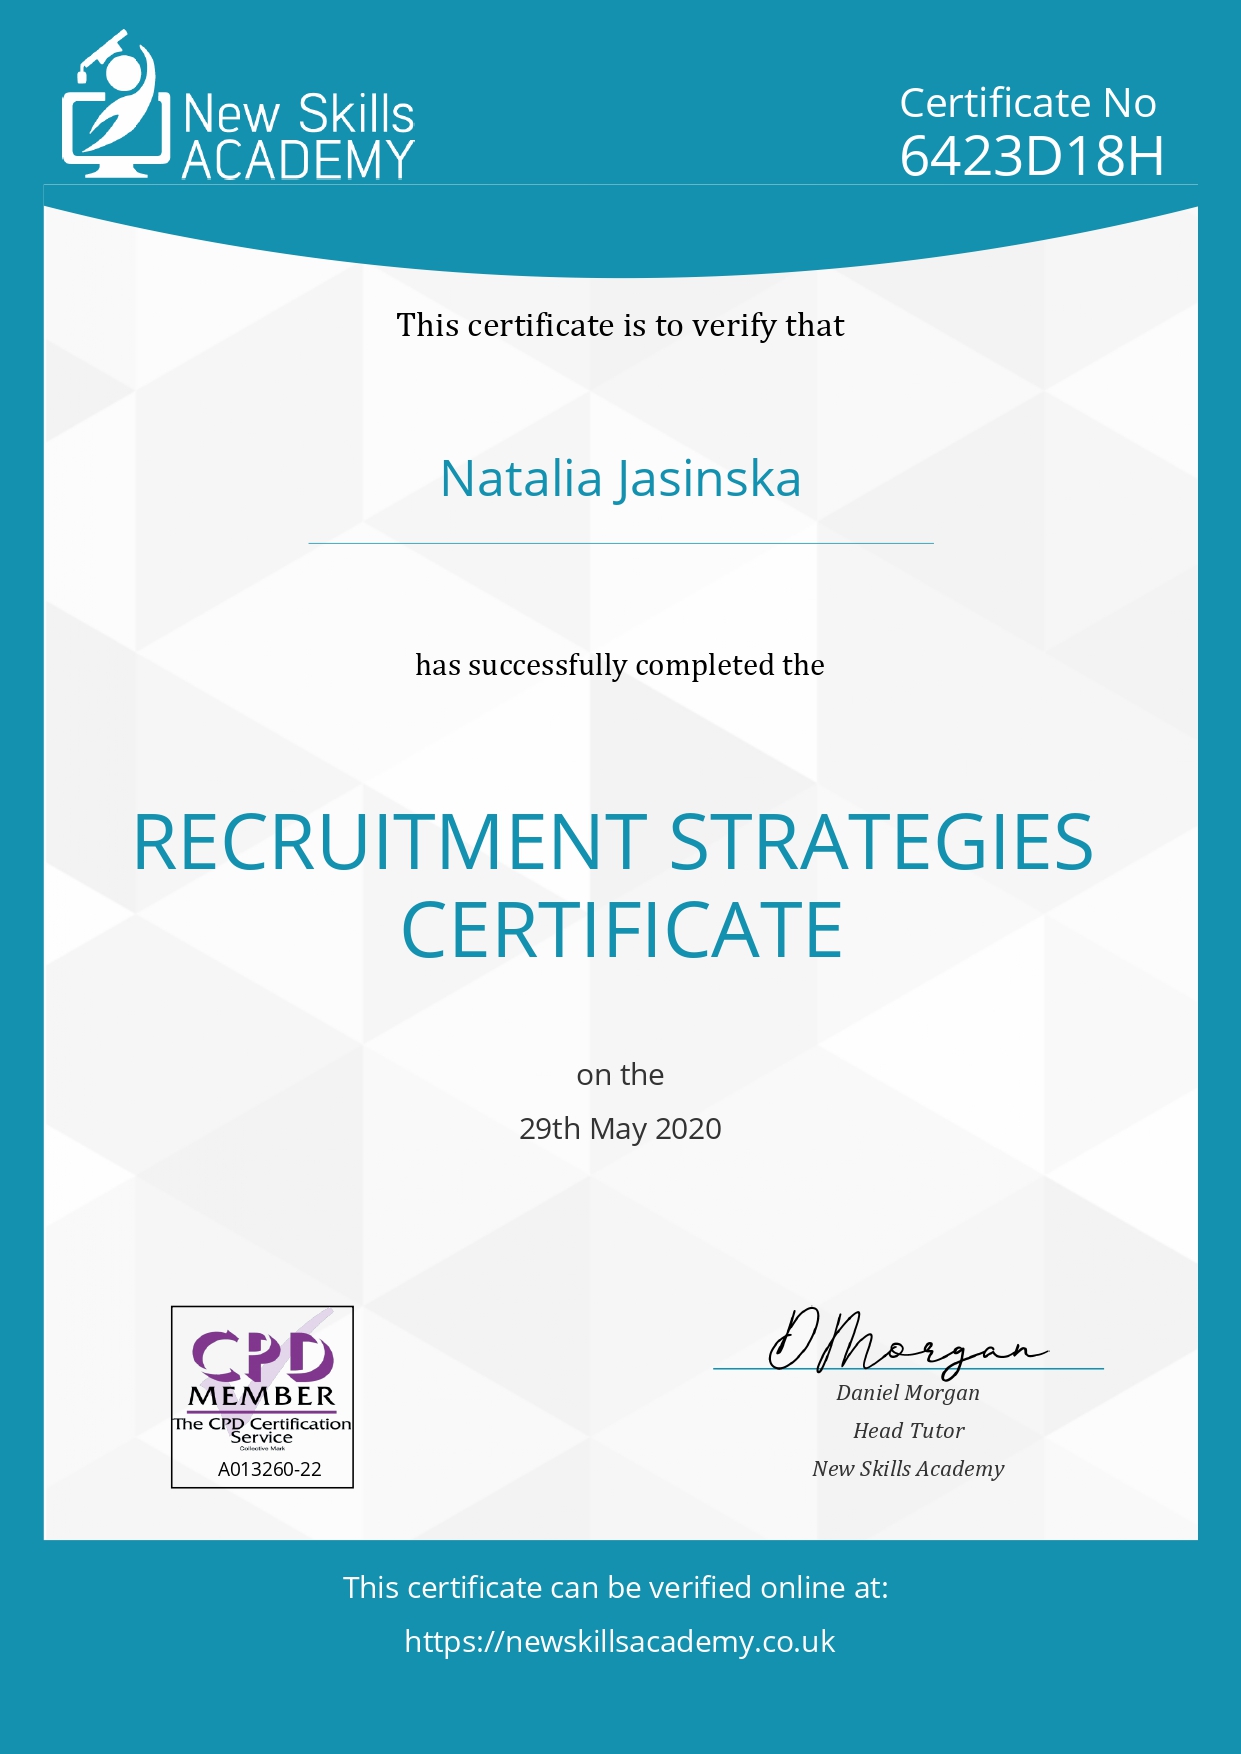 New Skills
ACADEMY
Certificate No
6423D18H
This certificate is to verify that
Natalia Jasinska
has successfully completed the
RECRUITMENT STRATEGIES
CERTIFICATE
on the
29th May 2020
CPD
MEMBER
The CPD Certification
Service
Collective Mark
A013260-22
DMorgan
Daniel Morgan
Head Tutor
New Skills Academy
This certificate can be verified online at:
https://newskillsacademy.co.uk